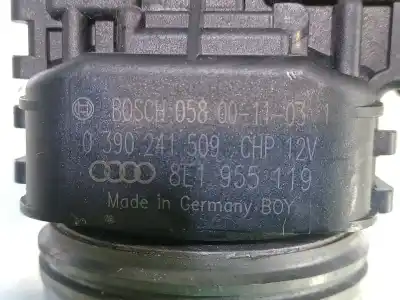 BOSCH 058 00-11-03 1
0 390 241 509 CHP 12V
8E1 955 119
Made in Germany BOY